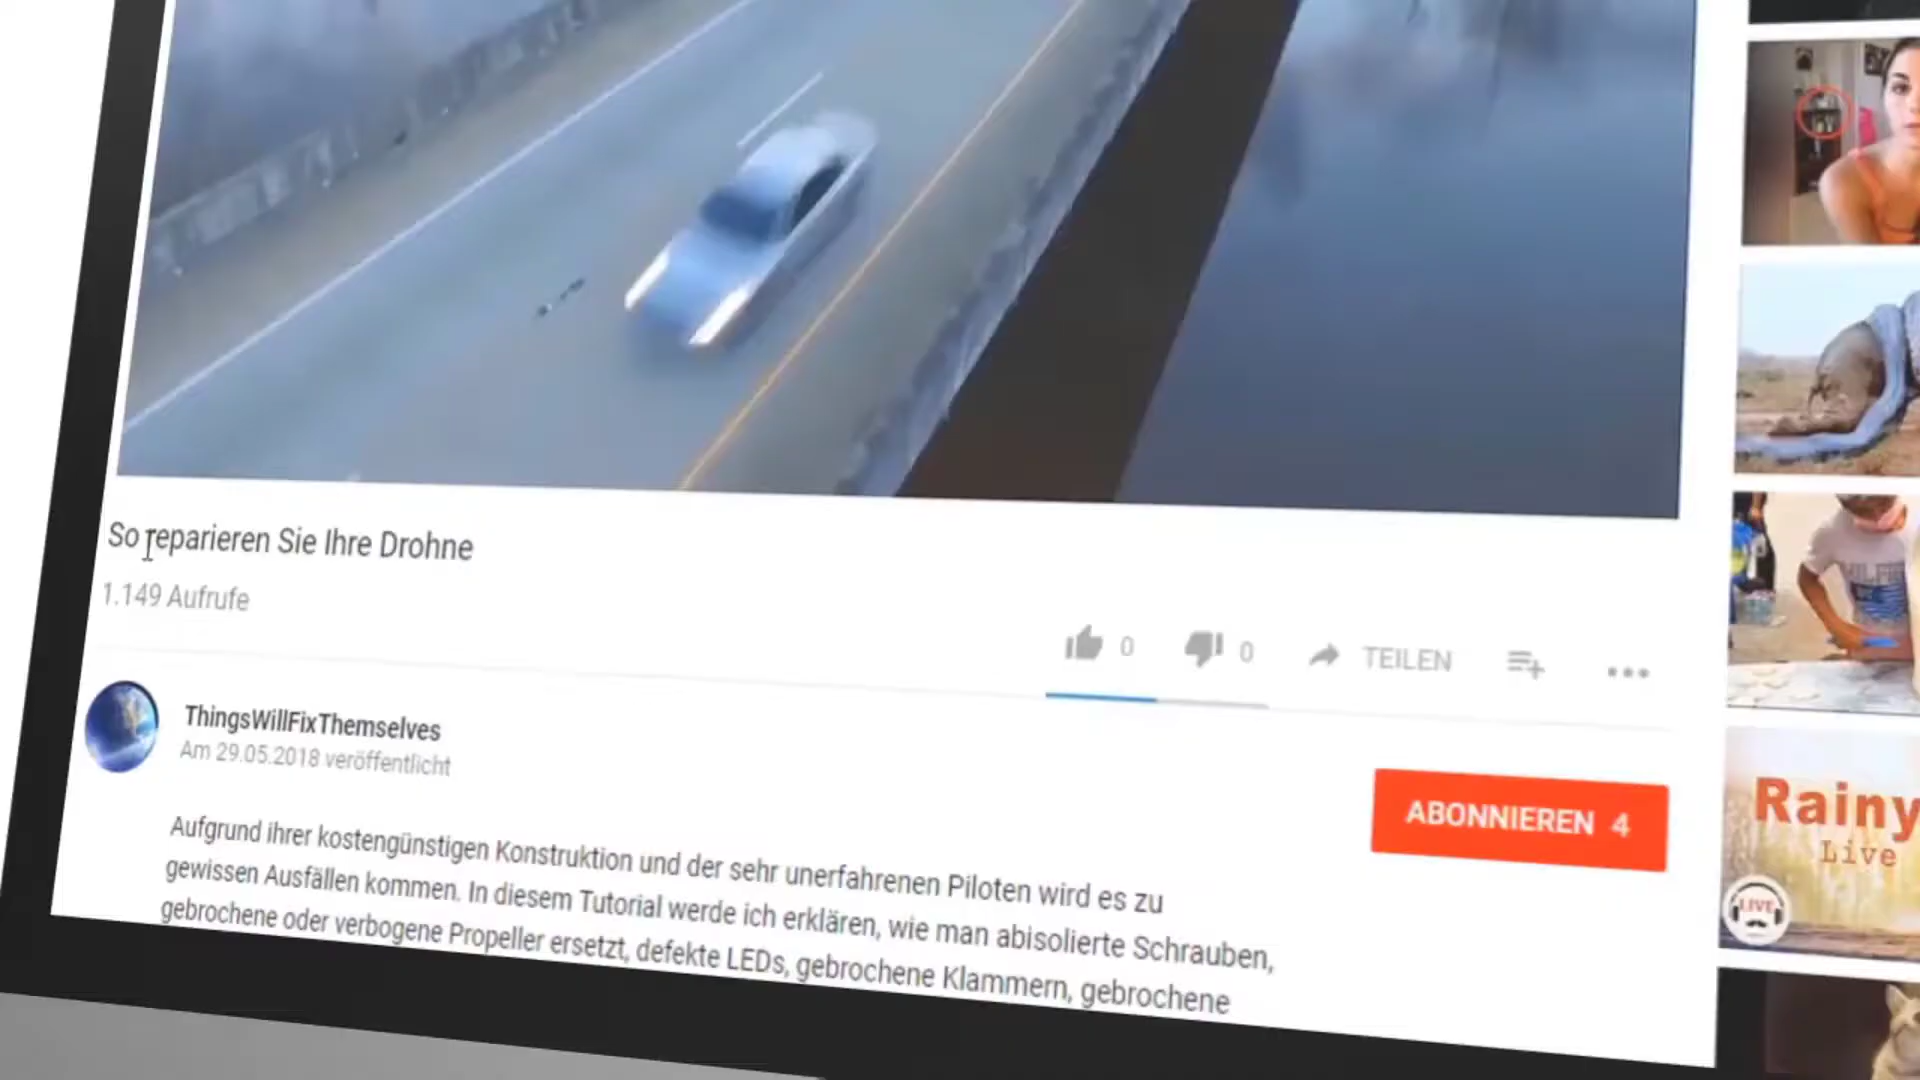 So reparieren Sie Ihre Drohne
1.149 Aufrufe
0
0
TEILEN
ThingsWillFixThemselves
Am 29.05.2018 veröffentlicht
ABONNIEREN 4
Aufgrund ihrer kostengünstigen Konstruktion und der sehr unerfahrenen Piloten wird es zu
gewissen Ausfällen kommen. In diesem Tutorial werde ich erklären, wie man abisolierte Schrauben,
gebrochene oder verbogene Propeller ersetzt, defekte LEDs, gebrochene Klammern, gebrochene
Rainy
Live
LIVE